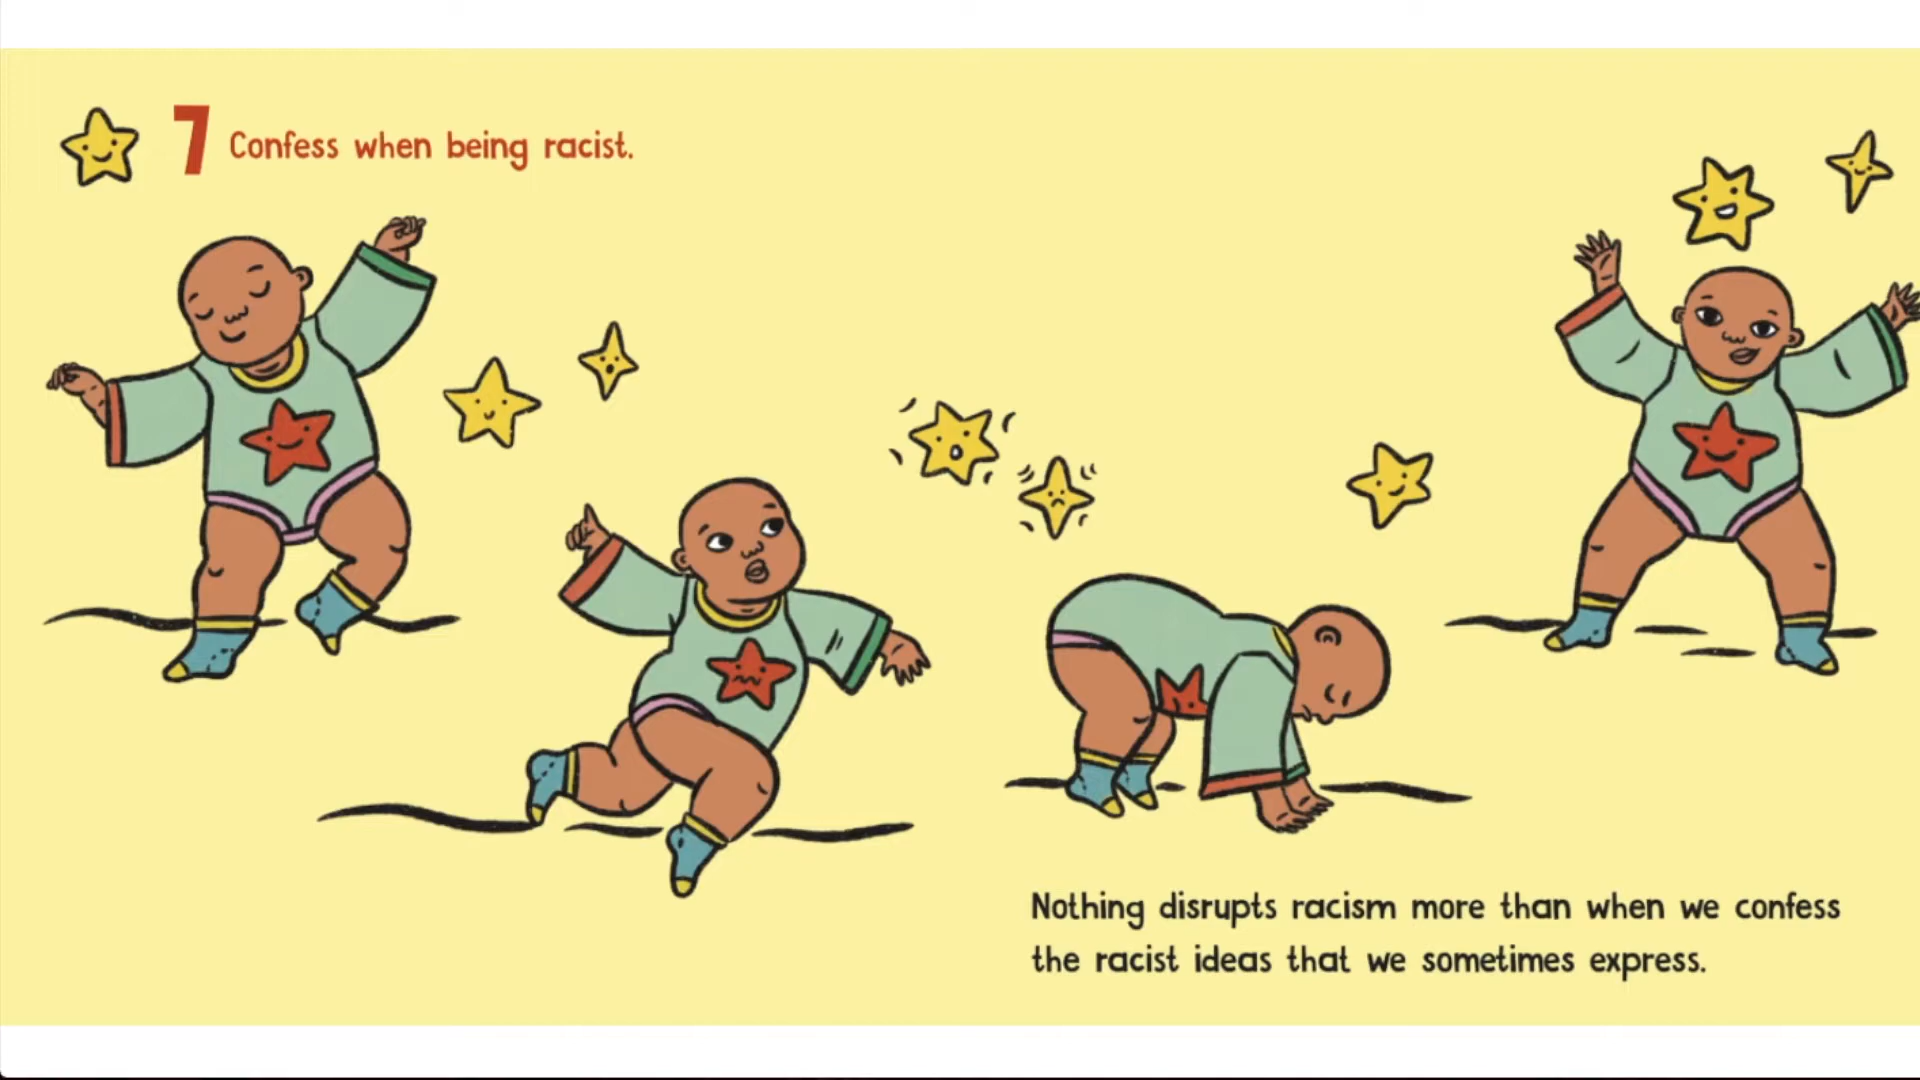 7 Confess when being racist.
Nothing disrupts racism more than when we confess
the racist ideas that we sometimes express.